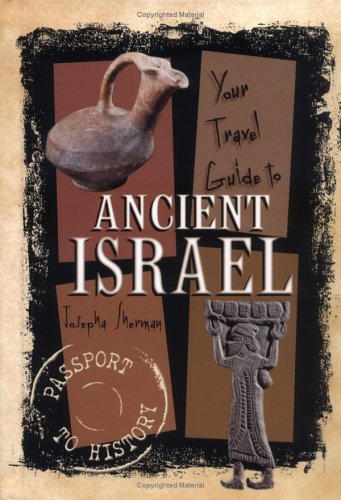 Copyrighted Material
Your
Travel
Guide to
ANCIENT
ISRAEL
Josepha Sherman
PASSPORT
TO HISTORY
Copyrighted Material